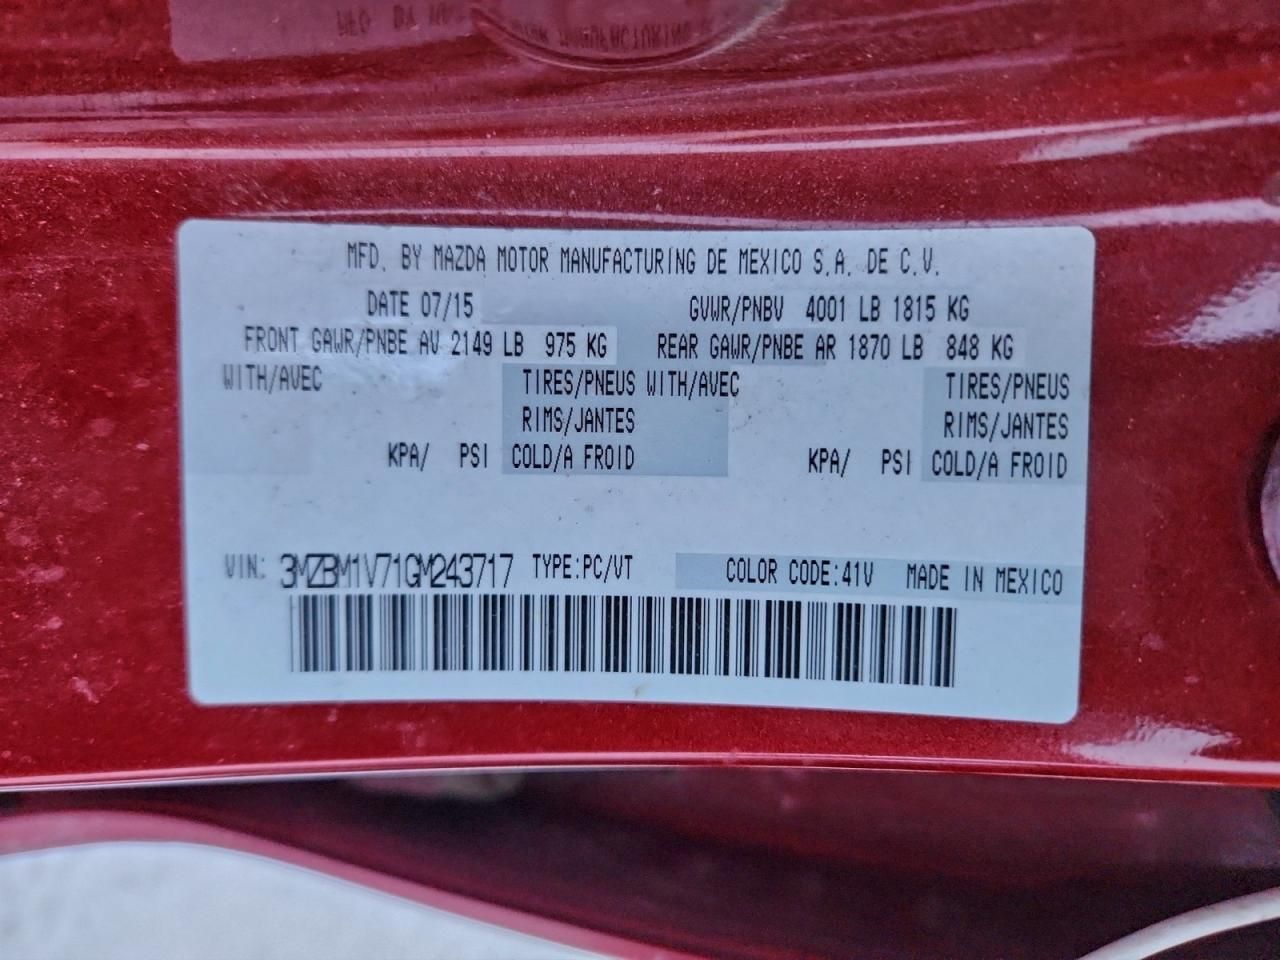 MFD. BY MAZDA MOTOR MANUFACTURING DE MEXICO S.A. DE C.V.
DATE 07/15 GVWR/PNBV 4001 LB 1815 KG
FRONT GAWR/PNBE AV 2149 LB 975 KG REAR GAWR/PNBE AR 1870 LB 848 KG
WITH/AVEC TIRES/PNEUS WITH/AVEC TIRES/PNEUS
RIMS/JANTES RIMS/JANTES
KPA/ PSI COLD/A FROID KPA/ PSI COLD/A FROID
VIN: 3MZBM1V71GM243717 TYPE:PC/VT COLOR CODE:41V MADE IN MEXICO